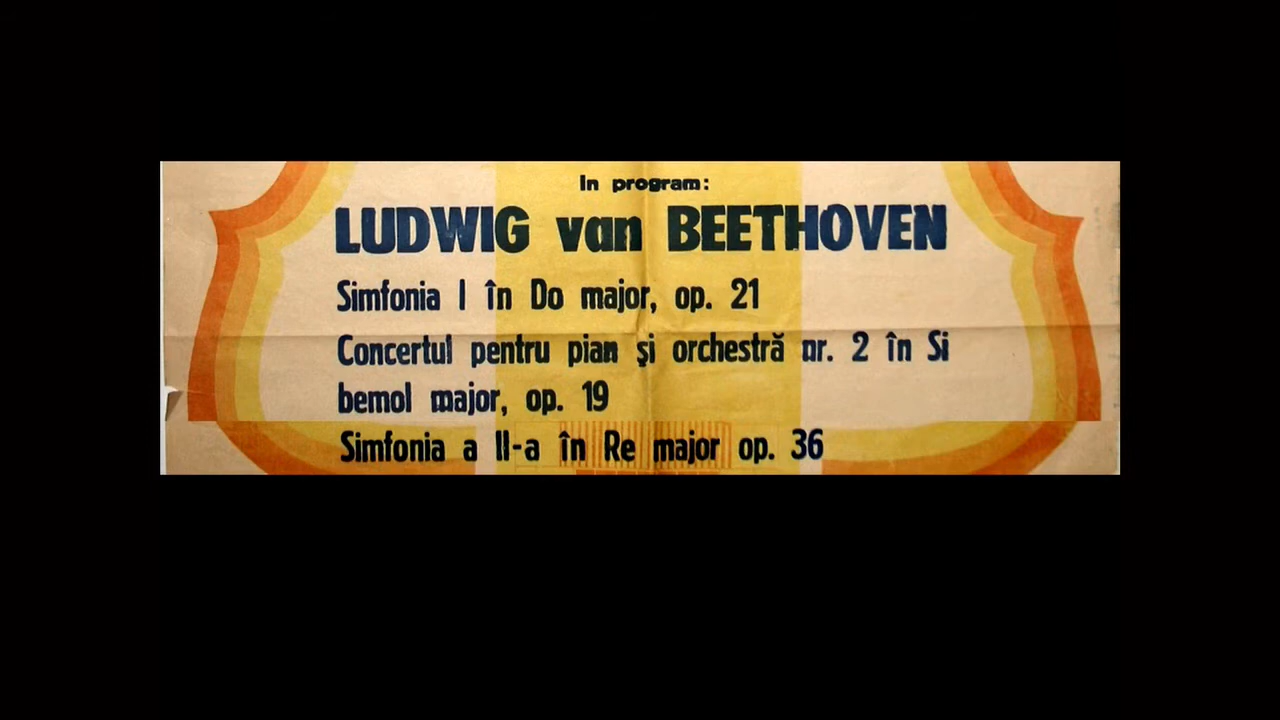 In program:
LUDWIG van BEETHOVEN
Simfonia I în Do major, op. 21
Concertul pentru pian și orchestră nr. 2 în Si
bemol major, op. 19
Simfonia a II-a în Re major op. 36